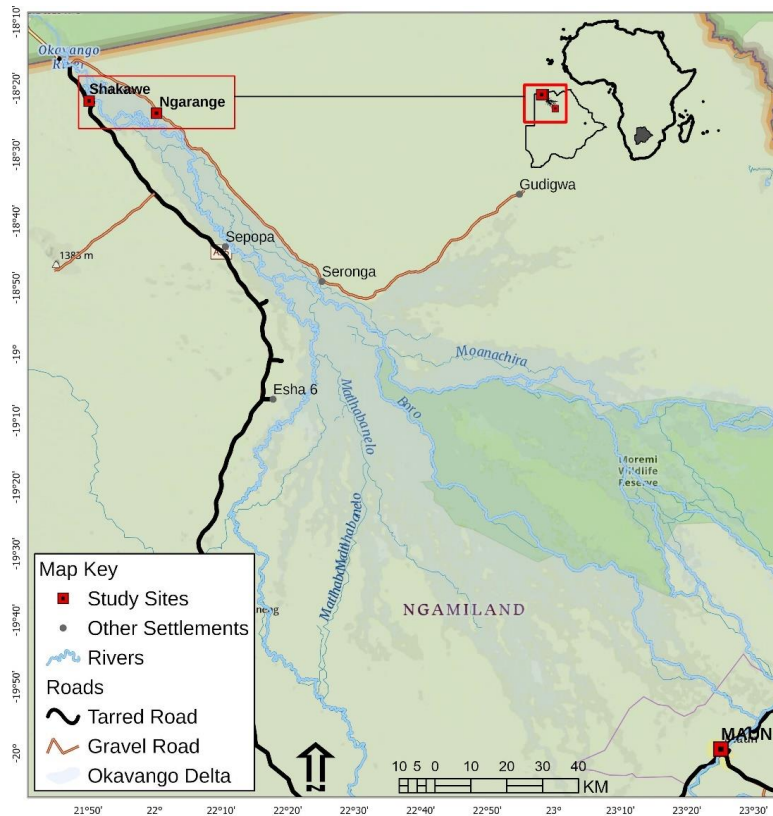 -18°10'
-18°20'
-18°30'
-18°40'
-18°50'
-19°
-19°10'
-19°20'
-19°30'
-19°40'
-19°50'
-20°
Okavango
River
Shakawe
Ngarange
Gudigwa
Sepopa
1383 m
Seronga
Moanachira
Esha 6
Matlhabanelo
Boro
Moremi
Wildlife
Reserve
Matlhabanelo
NGAMILAND
Map Key
Study Sites
Other Settlements
Rivers
Roads
Tarred Road
Gravel Road
Okavango Delta
MAUN
Maun
N
10 5 0 10 20 30 40
KM
21°50' 22° 22°10' 22°20' 22°30' 22°40' 22°50' 23° 23°10' 23°20' 23°30'